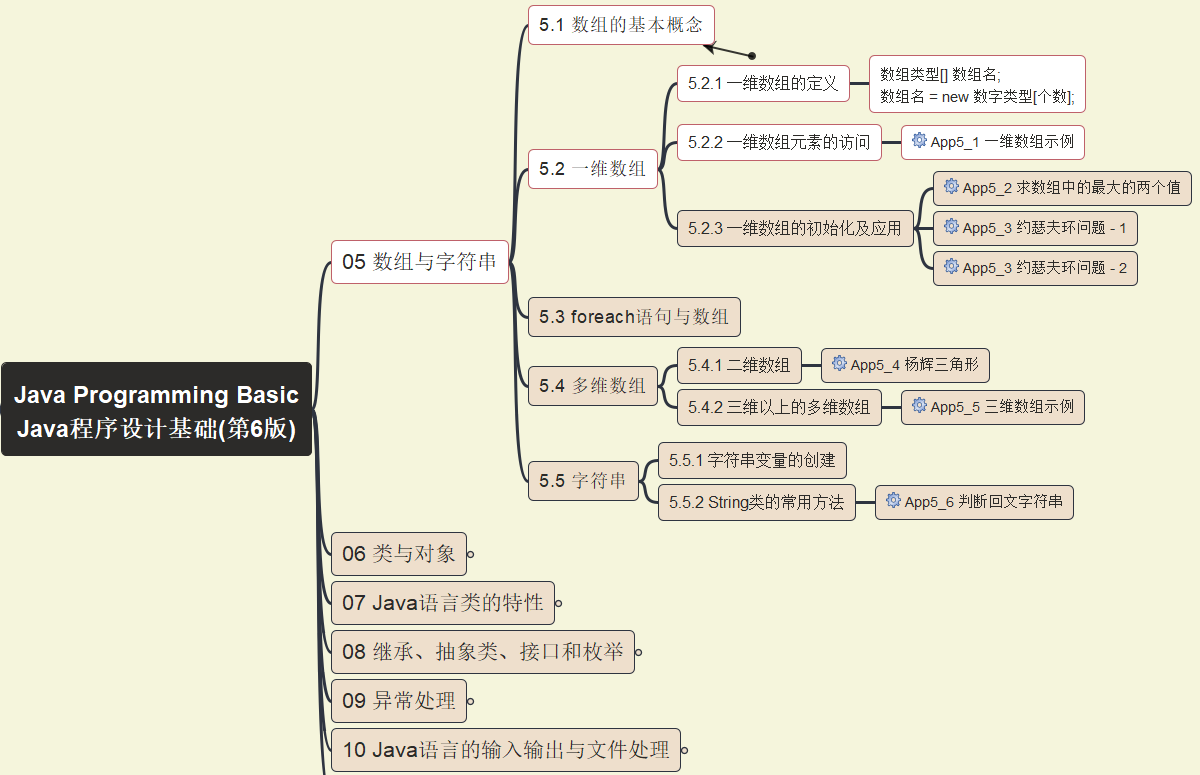 Java Programming Basic
Java程序设计基础(第6版)
05 数组与字符串
5.1 数组的基本概念
5.2 一维数组
5.2.1 一维数组的定义
数组类型[] 数组名;
数组名 = new 数字类型[个数];
5.2.2 一维数组元素的访问
App5_1 一维数组示例
5.2.3 一维数组的初始化及应用
App5_2 求数组中的最大的两个值
App5_3 约瑟夫环问题 - 1
App5_3 约瑟夫环问题 - 2
5.3 foreach语句与数组
5.4 多维数组
5.4.1 二维数组
App5_4 杨辉三角形
5.4.2 三维以上的多维数组
App5_5 三维数组示例
5.5 字符串
5.5.1 字符串变量的创建
5.5.2 String类的常用方法
App5_6 判断回文字符串
06 类与对象
07 Java语言类的特性
08 继承、抽象类、接口和枚举
09 异常处理
10 Java语言的输入输出与文件处理